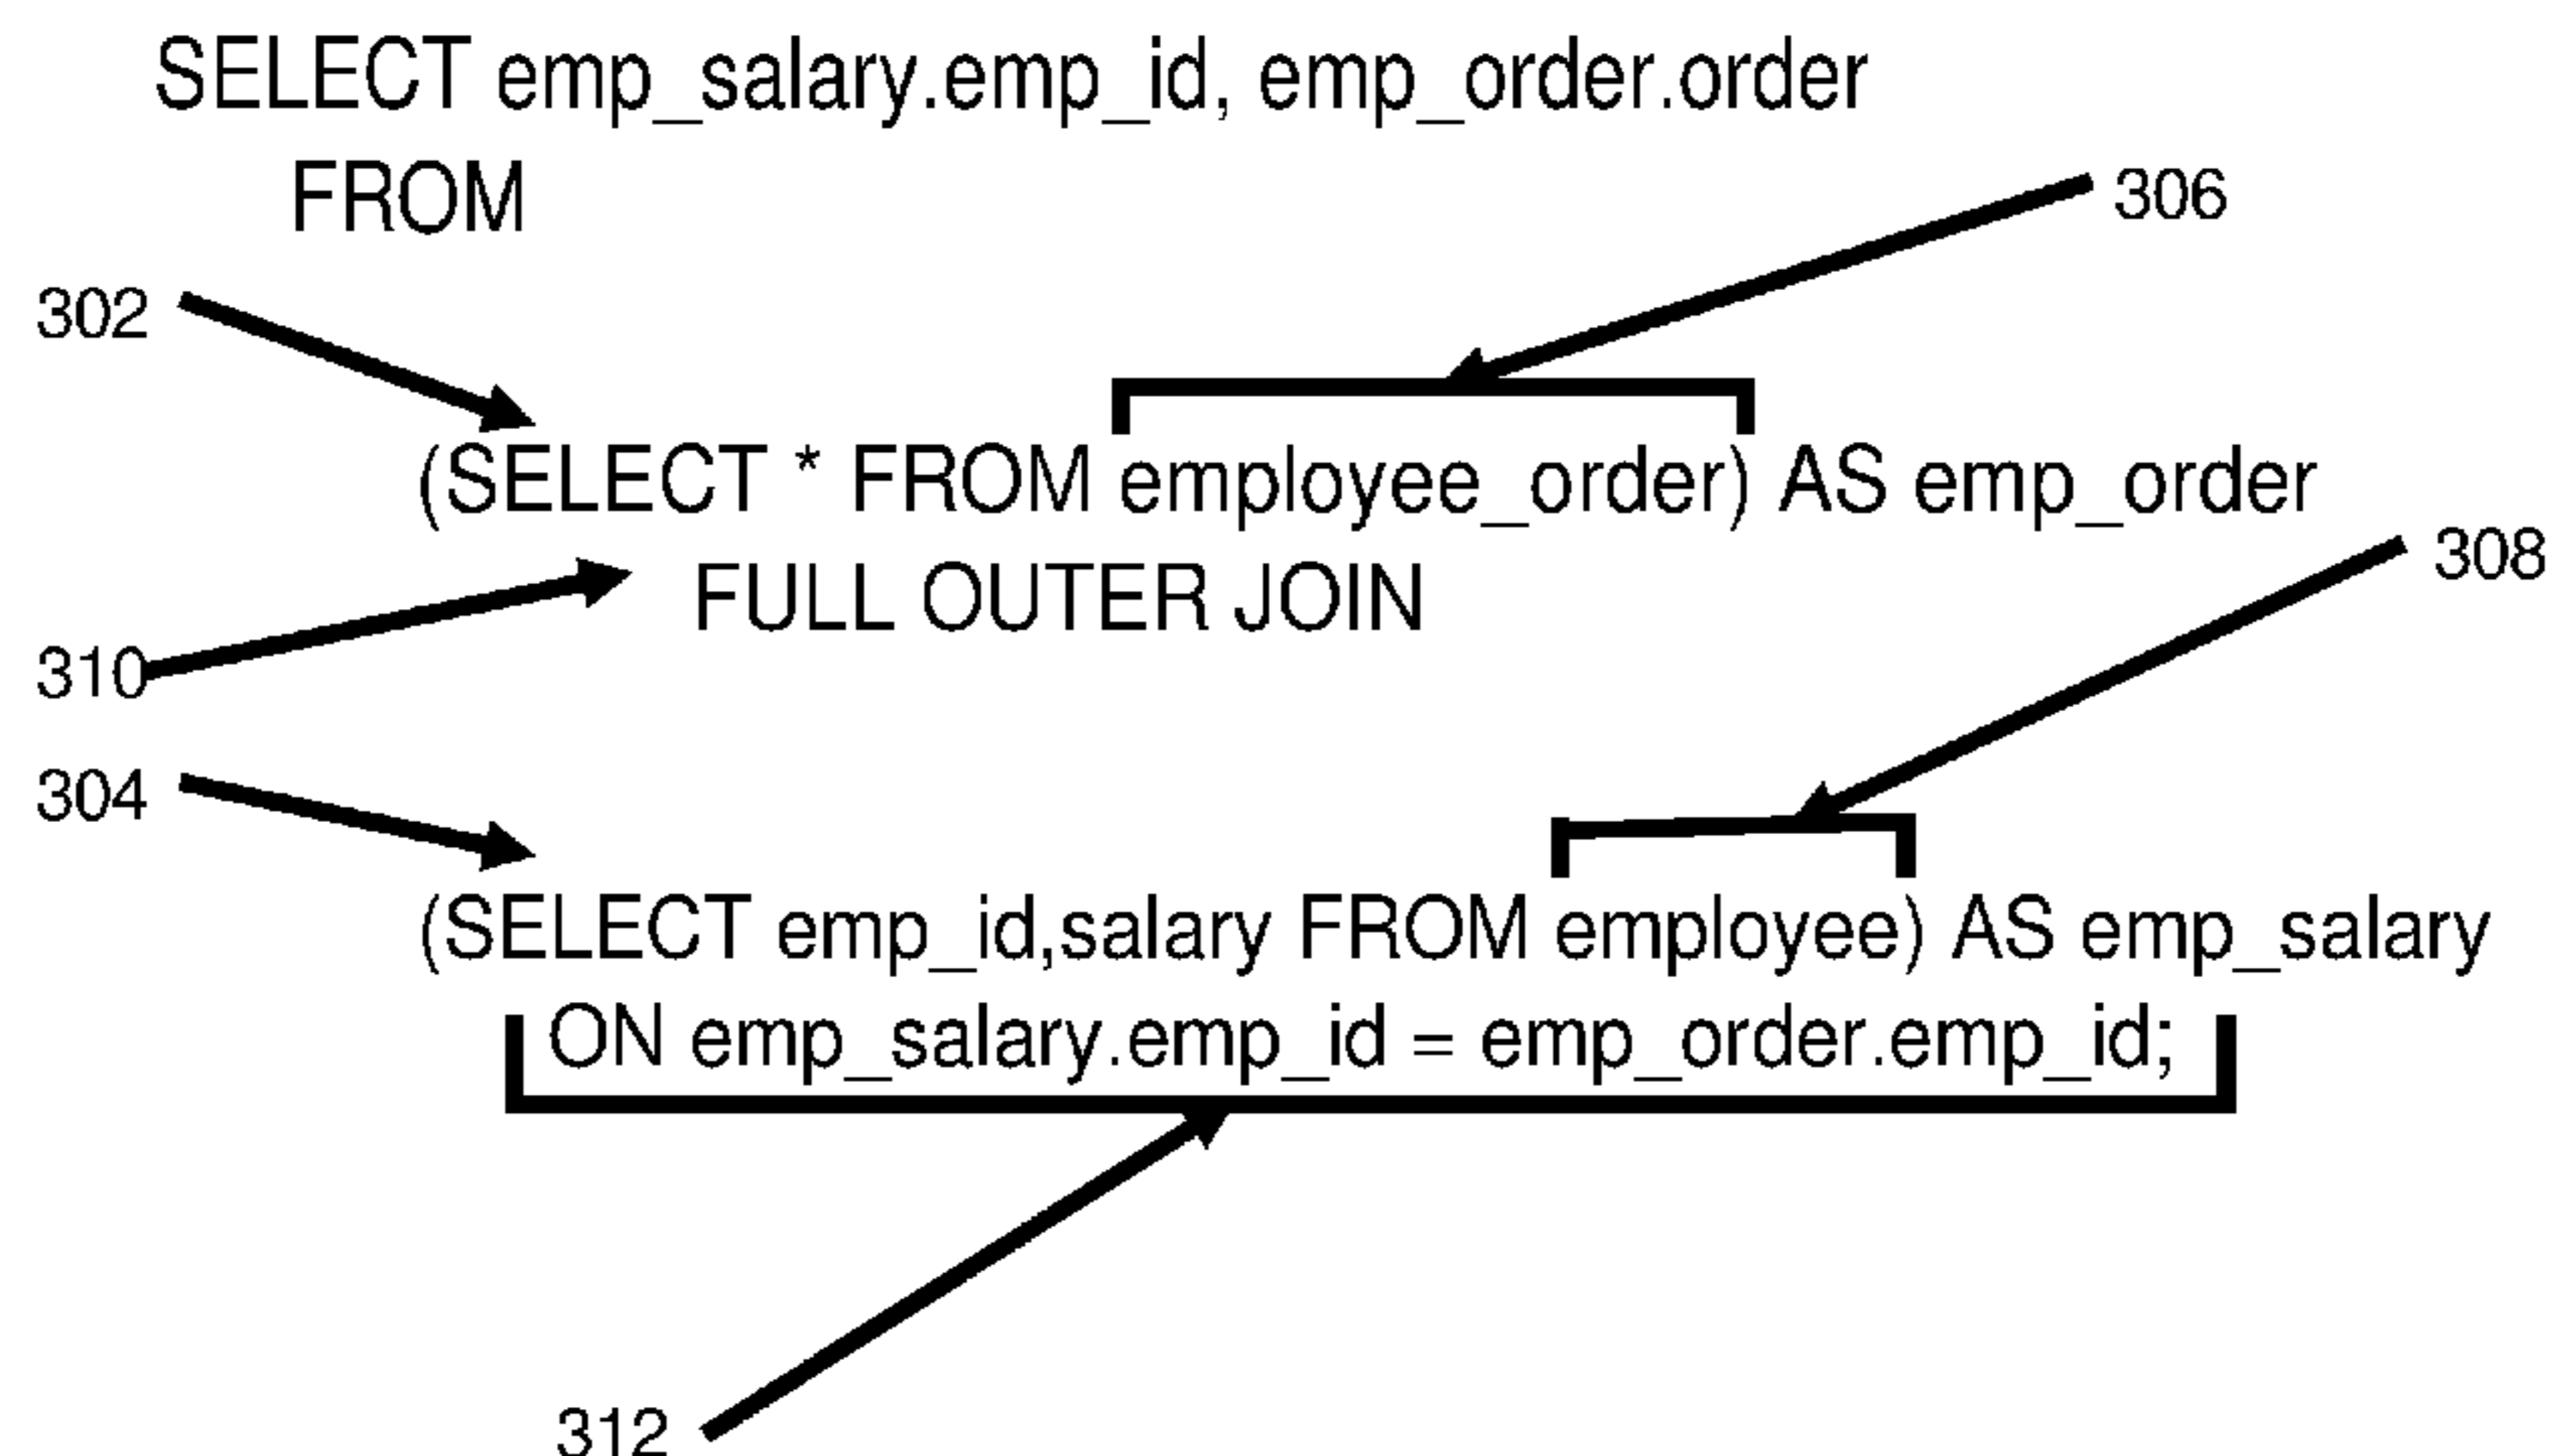 SELECT emp_salary.emp_id, emp_order.order
FROM
306
302
(SELECT * FROM employee_order) AS emp_order
308
FULL OUTER JOIN
310
304
(SELECT emp_id,salary FROM employee) AS emp_salary
ON emp_salary.emp_id = emp_order.emp_id;
312